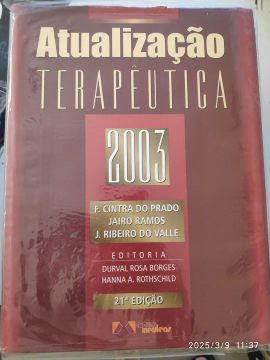 Atualização
TERAPÊUTICA
2003
F. CINTRA DO PRADO
JAIRO RAMOS
J. RIBEIRO DO VALLE
EDITORIA
DURVAL ROSA BORGES
HANNA A. ROTHSCHILD
21ª EDIÇÃO
2025/3/9 11:37